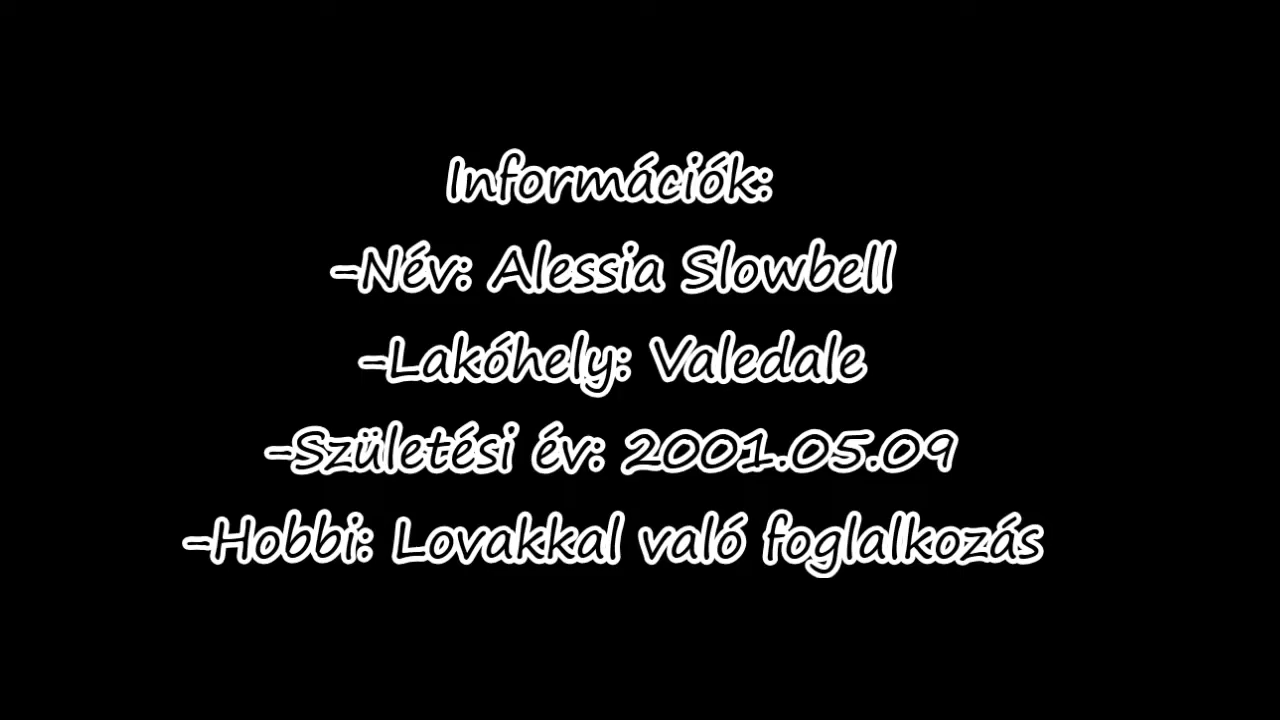 Információk:
-Név: Alessia Slowbell
-Lakóhely: Valedale
-Születési év: 2001.05.09
-Hobbi: Lovakkal való foglalkozás